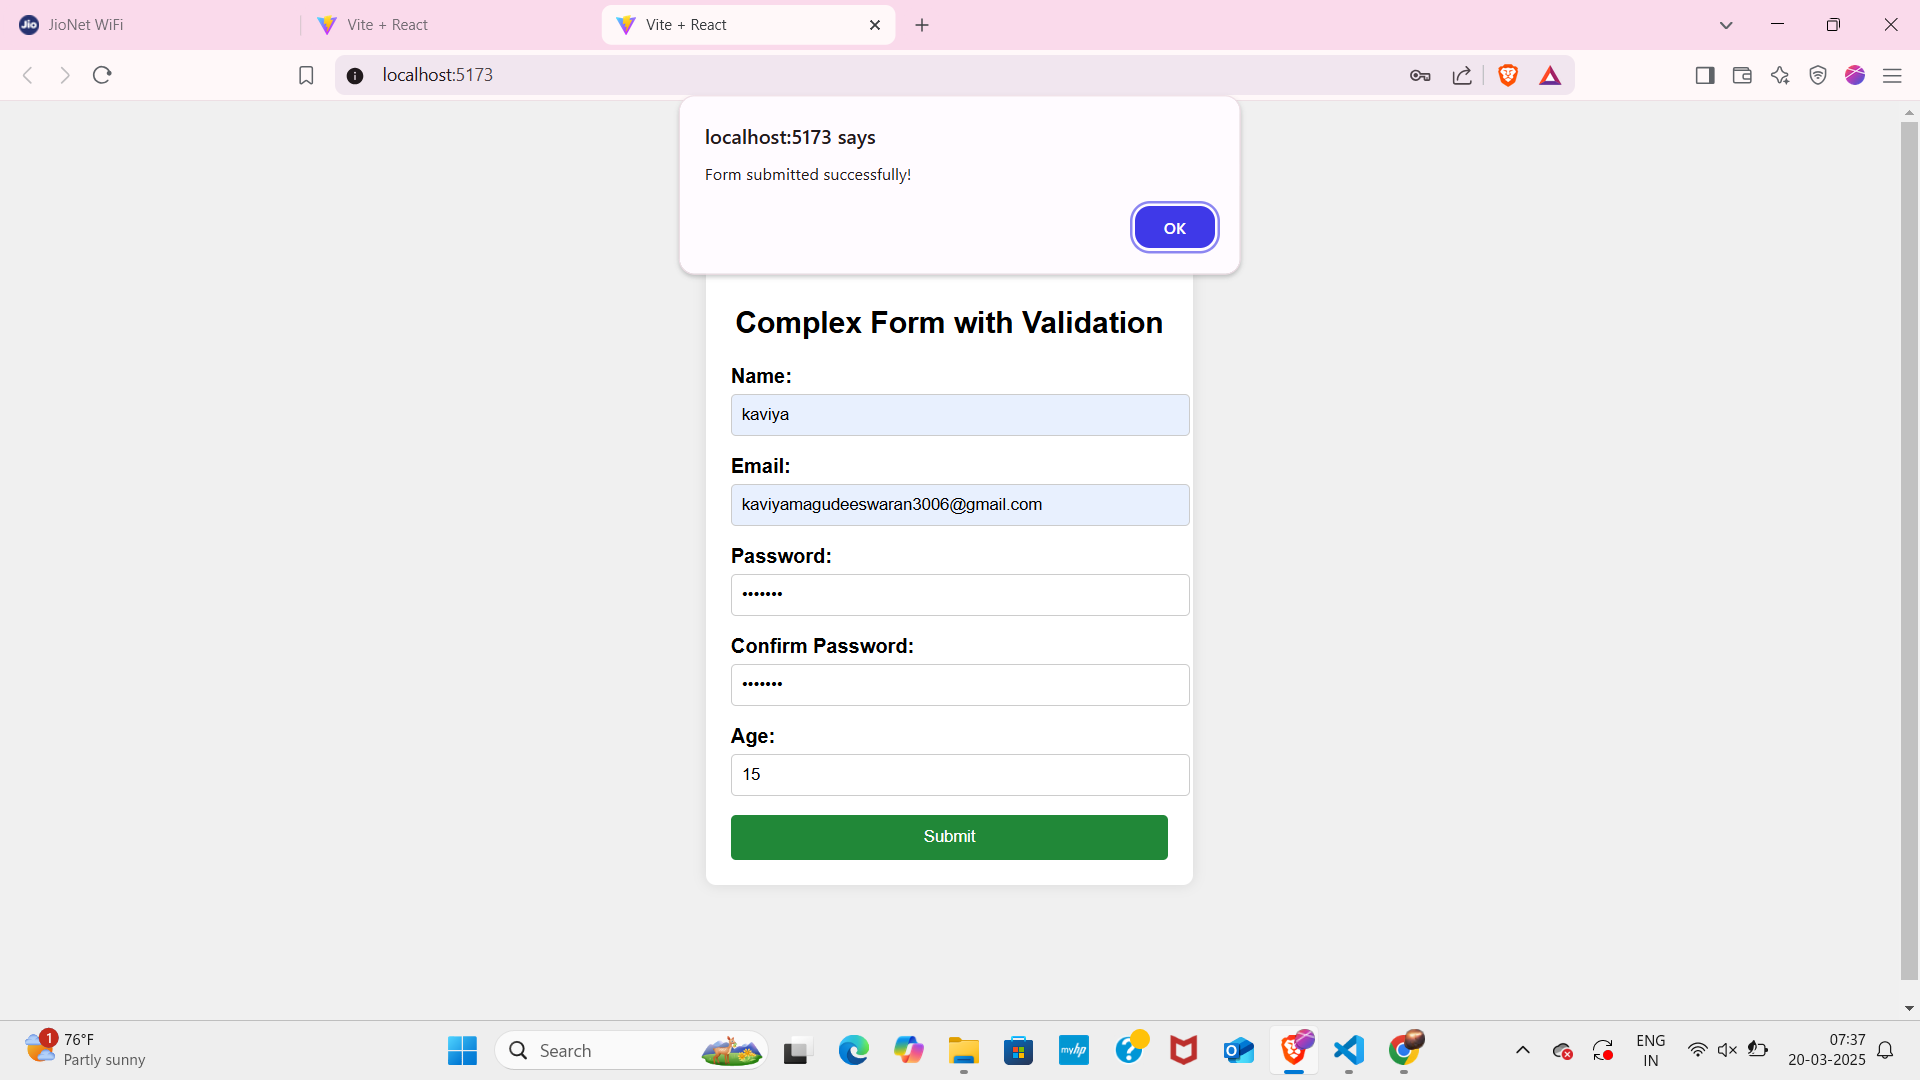 JioNet WiFi
Vite + React
Vite + React
localhost:5173
localhost:5173 says
Form submitted successfully!
OK
Complex Form with Validation
Name:
kaviya
Email:
kaviyamagudeeswaran3006@gmail.com
Password:
•••••••
Confirm Password:
•••••••
Age:
15
Submit
1
76°F
Partly sunny
Search
myhp
ENG
IN
07:37
20-03-2025